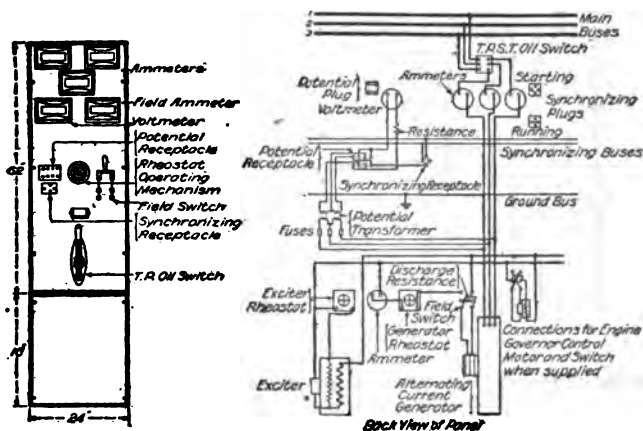 Ammeters
Field Ammeter
Voltmeter
Potential
Receptacle
Rheostat
Operating
Mechanism
Field Switch
Synchronizing
Receptacle
T.P. Oil Switch
24
1
2
3
Main
Buses
T.P.S.T. Oil Switch
Potential
Plug
Voltmeter
Ammeters
Starting
Synchronizing
Plugs
Running
Resistance
Synchronizing Buses
Potential
Receptacle
Synchronizing Receptacle
Ground Bus
Potential
Transformer
Fuses
Exciter
Rheostat
Discharge
Resistance
Field
Switch
Generator
Rheostat
Ammeter
Exciter
Alternating
Current
Generator
Connections for Engine
Governor Control
Motor and Switch
when supplied
Back View of Panel